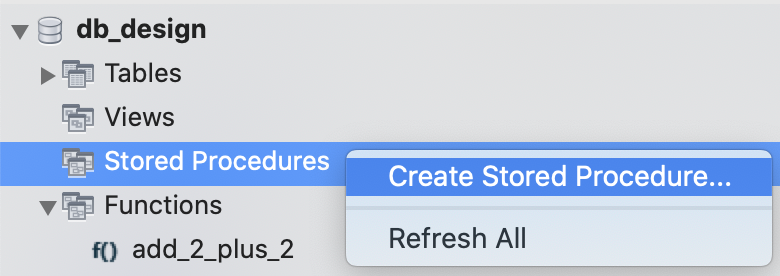 db_design
Tables
Views
Stored Procedures
Create Stored Procedure...
Refresh All
Functions
f() add_2_plus_2